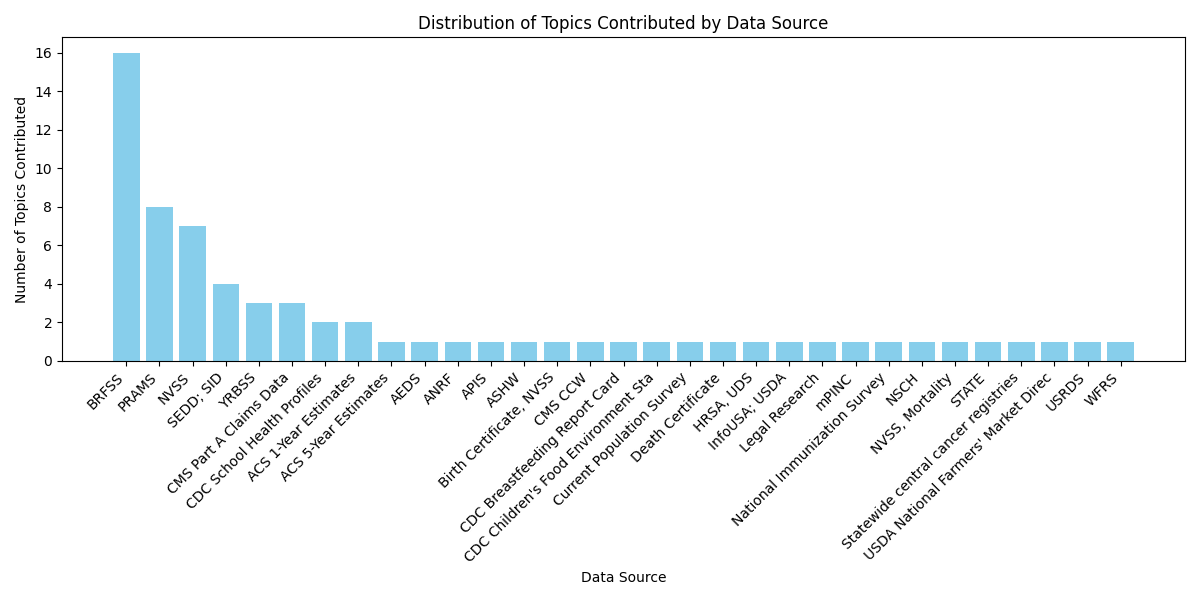 Distribution of Topics Contributed by Data Source
Number of Topics Contributed
16
14
12
10
8
6
4
2
0
BRFSS
PRAMS
NVSS
SEDD; SID
YRBSS
CMS Part A Claims Data
CDC School Health Profiles
ACS 1-Year Estimates
ACS 5-Year Estimates
AEDS
ANRF
APIS
ASHW
Birth Certificate, NVSS
CMS CCW
CDC Breastfeeding Report Card
CDC Children's Food Environment Sta
Current Population Survey
Death Certificate
HRSA, UDS
InfoUSA; USDA
Legal Research
mPINC
National Immunization Survey
NSCH
NVSS, Mortality
STATE
Statewide central cancer registries
USDA National Farmers' Market Direc
USRDS
WFRS
Data Source